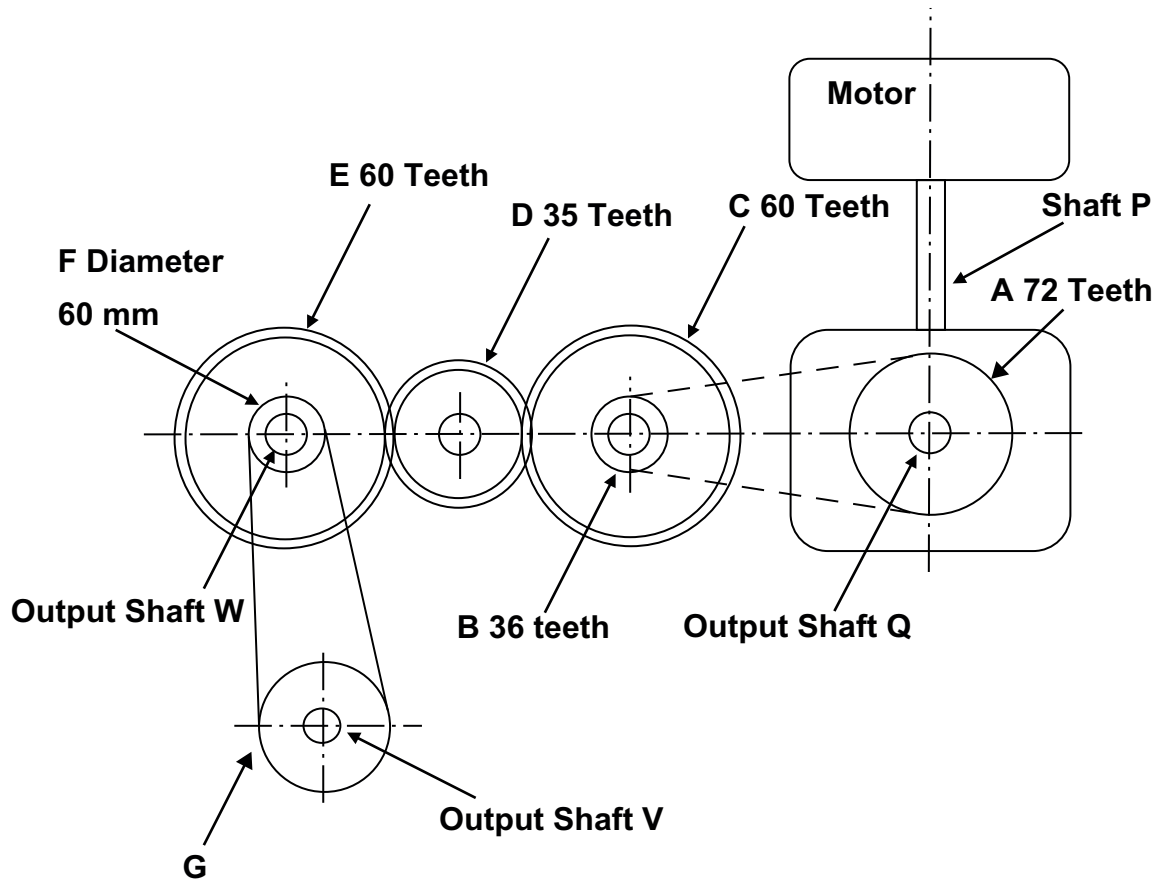 Motor
E 60 Teeth
D 35 Teeth
C 60 Teeth
Shaft P
F Diameter
60 mm
A 72 Teeth
Output Shaft W
B 36 teeth
Output Shaft Q
Output Shaft V
G